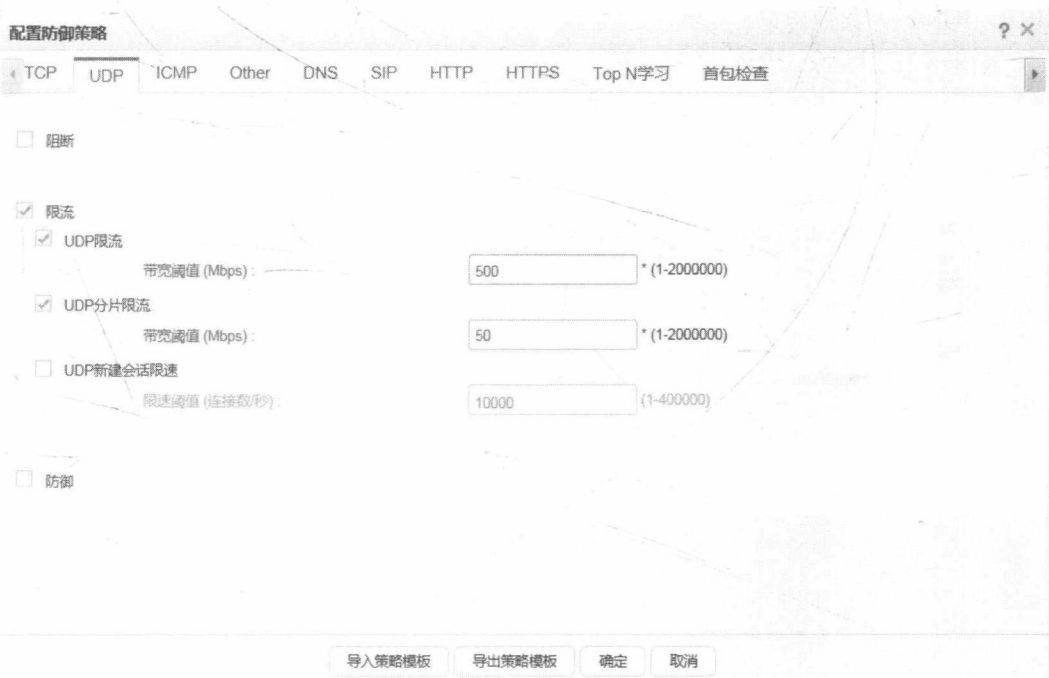 配置防御策略 ? ×
TCP UDP ICMP Other DNS SIP HTTP HTTPS Top N学习 首包检查
阻断
限流
UDP限流
带宽阈值 (Mbps) : 500 * (1-2000000)
UDP分片限流
带宽阈值 (Mbps) : 50 * (1-2000000)
UDP新建会话限速
限速阈值 (连接数/秒) : 10000 (1-400000)
防御
导入策略模板 导出策略模板 确定 取消